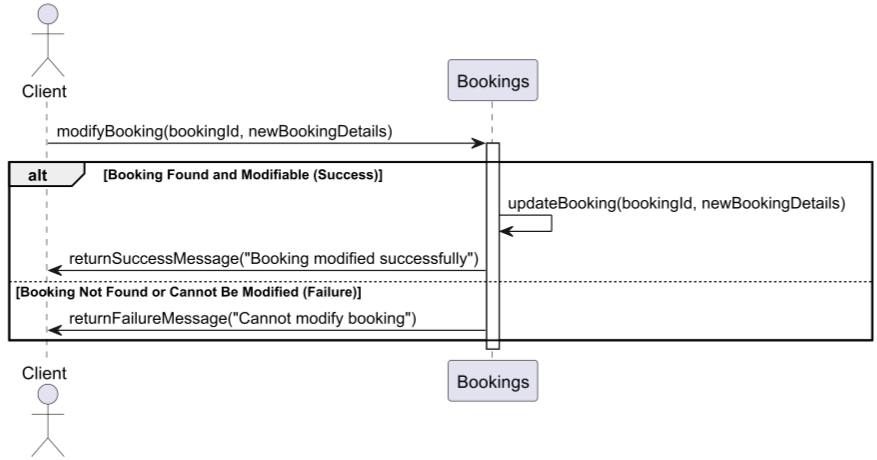 Client
Bookings
modifyBooking(bookingId, newBookingDetails)
alt
[Booking Found and Modifiable (Success)]
updateBooking(bookingId, newBookingDetails)
returnSuccessMessage("Booking modified successfully")
[Booking Not Found or Cannot Be Modified (Failure)]
returnFailureMessage("Cannot modify booking")
Client
Bookings